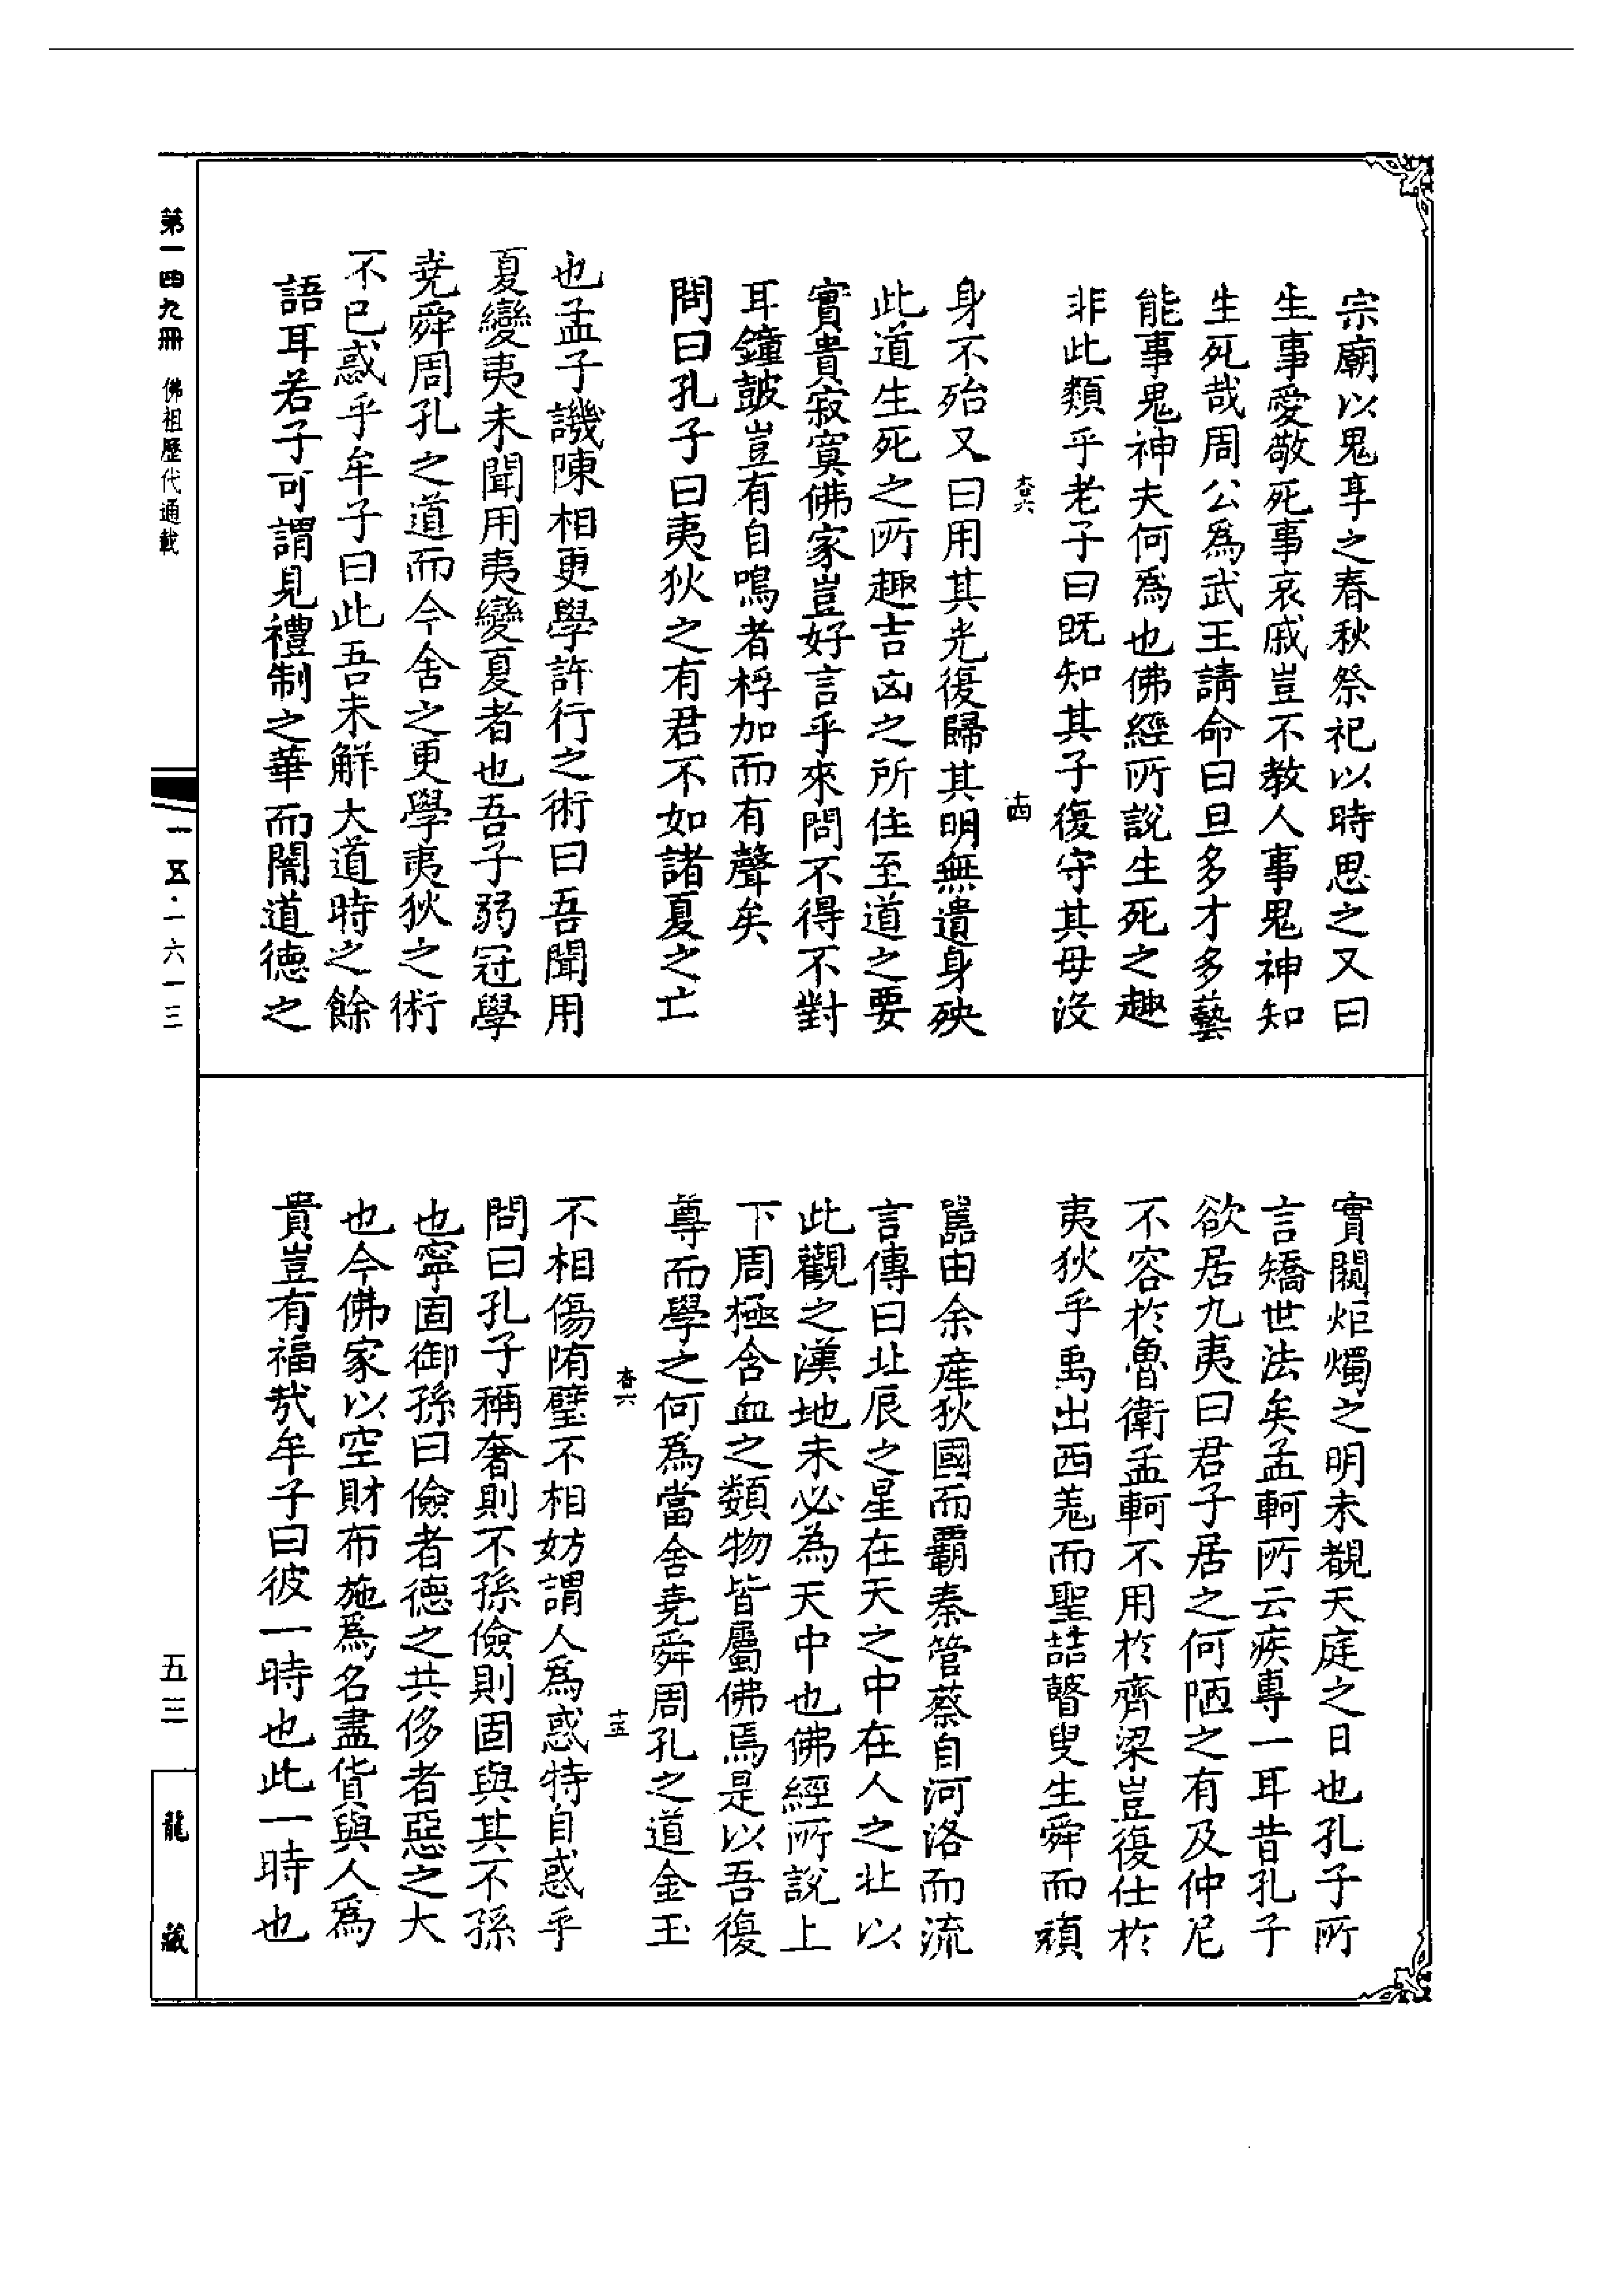 宗廟以鬼享之春秋祭祀以時思之又曰
生事愛敬死事哀戚豈不教人事鬼神知
生死哉周公為武王請命曰旦多才多藝
能事鬼神夫何為也佛經所說生死之趣
非此類乎老子曰既知其子復守其母沒
身不殆又曰用其光復歸其明無遺身殃
此道生死之所趣吉凶之所住至道之要
實貴寂寞佛家豈好言乎來問不得不對
耳鐘鼓豈有自鳴者桴加而有聲矣
問曰孔子曰夷狄之有君不如諸夏之亡
也孟子譏陳相更學許行之術曰吾聞用
夏變夷未聞用夷變夏者也吾子弱冠學
堯舜周孔之道而今舍之更學夷狄之術
不已惑乎牟子曰此吾未解大道時之餘
語耳若子可謂見禮制之華而闇道德之
實闚炬燭之明未覩天庭之日也孔子所
言矯世法矣孟軻所云疾專一耳昔孔子
欲居九夷曰君子居之何陋之有及仲尼
不容於魯衛孟軻不用於齊梁豈復仕於
夷狄乎禹出西羗而聖喆瞽叟生舜而頑
嚚由余產狄國而霸秦管蔡自河洛而流
言傳曰北辰之星在天之中在人之北以
此觀之漢地未必為天中也佛經所說上
下周極含血之類物皆屬佛焉是以吾復
尊而學之何為當舍堯舜周孔之道金玉
不相傷隋璧不相妨謂人為惑特自惑乎
問曰孔子稱奢則不孫儉則固與其不孫
也寧固御孫曰儉者德之共侈者惡之大
也今佛家以空財布施為名盡貨與人為
貴豈有福哉牟子曰彼一時也此一時也
十四
十五
第一四九冊 佛祖歷代通載
一五·一六一三
五三
龍藏